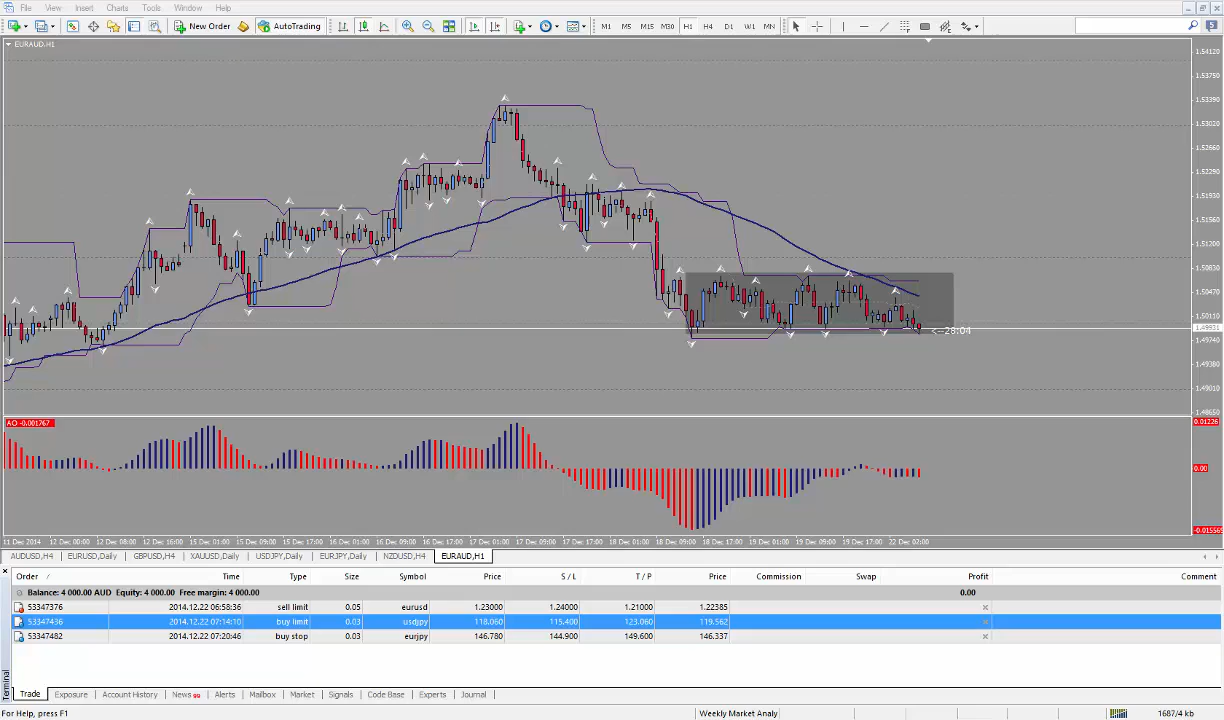 File View Insert Charts Tools Window Help
New Order AutoTrading M1 M5 M15 M30 H1 H4 D1 W1 MN 5
EURAUD,H1
1.54120
1.53750
1.53390
1.53020
1.52660
1.52290
1.51930
1.51560
1.51200
1.50830
1.50470
1.50110
1.49931
<--28:04
1.49740
1.49380
1.49010
1.48650
AO -0.001767
0.01226
0.00
-0.01556
11 Dec 2014 12 Dec 00:00 12 Dec 08:00 15 Dec 01:00 15 Dec 09:00 15 Dec 17:00 16 Dec 01:00 16 Dec 09:00 16 Dec 17:00 17 Dec 01:00 17 Dec 09:00 17 Dec 17:00 18 Dec 01:00 18 Dec 09:00 18 Dec 17:00 19 Dec 01:00 19 Dec 09:00 19 Dec 17:00 22 Dec 02:00
AUDUSD,H4 EURUSD,Daily GBPUSD,H4 XAUUSD,Daily USDJPY,Daily EURJPY,Daily NZDUSD,H4 EURAUD,H1
Order / Time Type Size Symbol Price S / L T / P Price Commission Swap Profit Comment
Balance: 4 000.00 AUD Equity: 4 000.00 Free margin: 4 000.00 0.00
53347376 2014.12.22 06:58:36 sell limit 0.05 eurusd 1.23000 1.24000 1.21000 1.22385
53347436 2014.12.22 07:14:10 buy limit 0.03 usdjpy 118.060 115.400 123.060 119.562
53347482 2014.12.22 07:20:46 buy stop 0.03 eurjpy 146.780 144.900 149.600 146.337
Terminal
Trade Exposure Account History News 99 Alerts Mailbox Market Signals Code Base Experts Journal
For Help, press F1 Weekly Market Analy 1687/4 kb